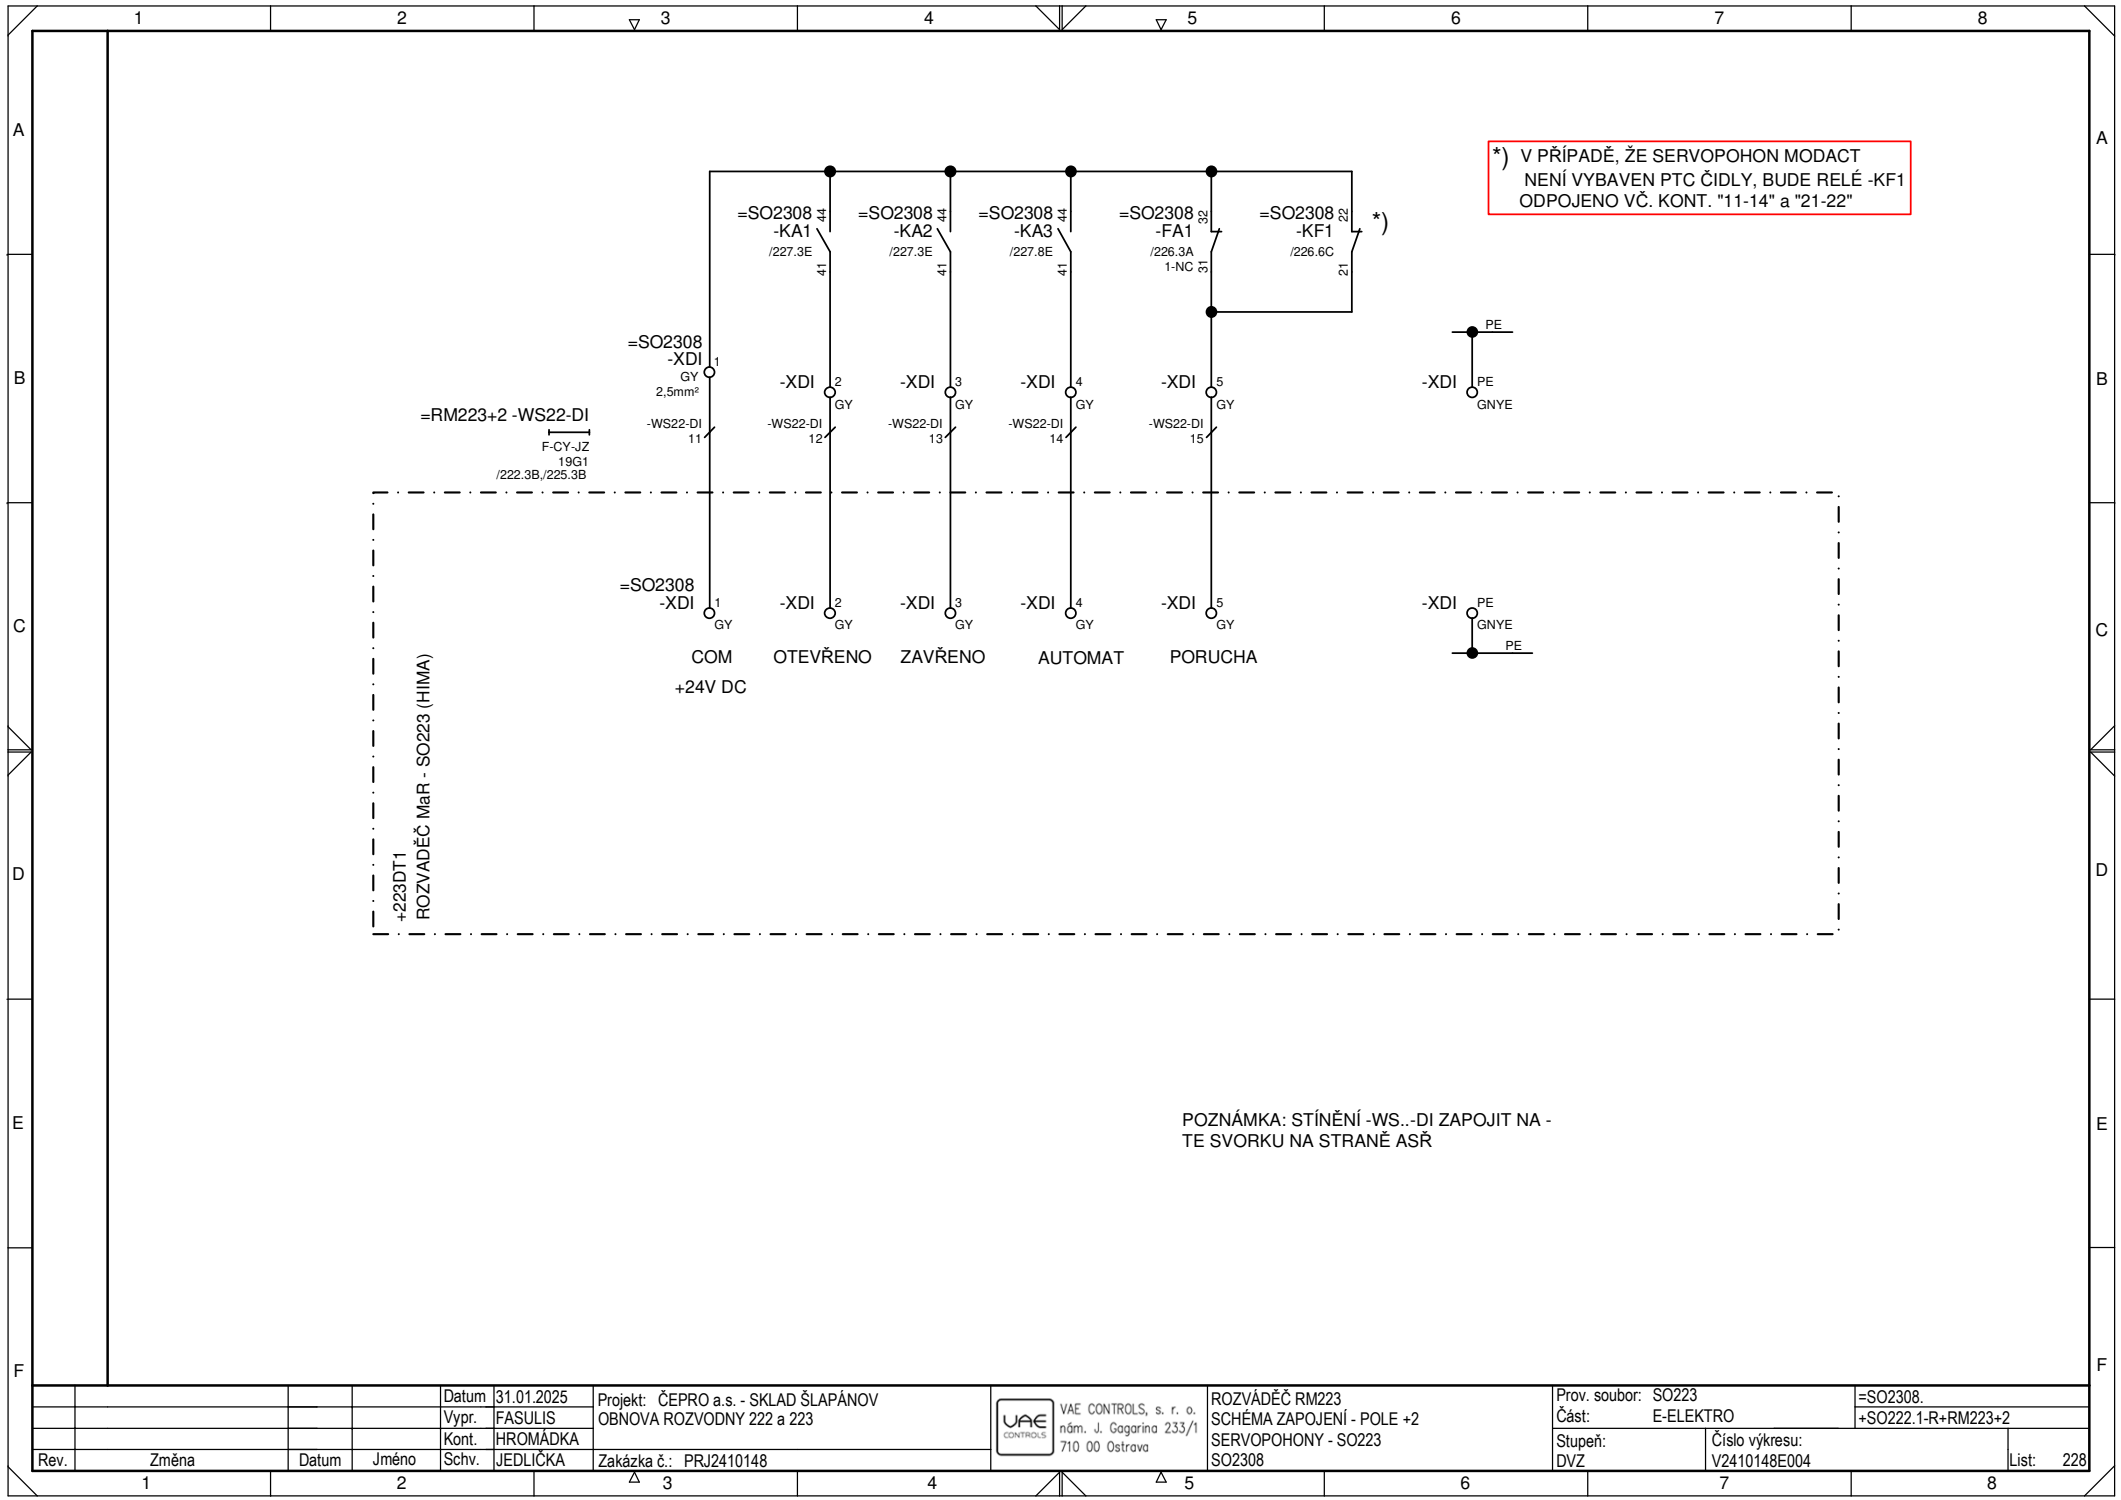 1 2 3 4 5 6 7 8
A A
*) V PŘÍPADĚ, ŽE SERVOPOHON MODACT
NENÍ VYBAVEN PTC ČIDLY, BUDE RELÉ -KF1
ODPOJENO VČ. KONT. "11-14" a "21-22"
=SO2308 44 =SO2308 44 =SO2308 44 =SO2308 32 =SO2308 22 *)
-KA1 -KA2 -KA3 -FA1 -KF1
/227.3E /227.3E /227.8E /226.3A /226.6C
41 41 41 1-NC 31 21
PE
=SO2308
-XDI 1
GY
2,5mm²
B B
-XDI 2 -XDI 3 -XDI 4 -XDI 5 -XDI PE
GY GY GY GY GNYE
=RM223+2 -WS22-DI
F-CY-JZ
19G1
/222.3B,/225.3B
-WS22-DI -WS22-DI -WS22-DI -WS22-DI -WS22-DI
11 12 13 14 15
=SO2308
-XDI 1 -XDI 2 -XDI 3 -XDI 4 -XDI 5 -XDI PE
GY GY GY GY GY GNYE
C C
PE
COM OTEVŘENO ZAVŘENO AUTOMAT PORUCHA
+24V DC
+223DT1
ROZVADĚČ MaR - SO223 (HIMA)
D D
POZNÁMKA: STÍNĚNÍ -WS..-DI ZAPOJIT NA -
TE SVORKU NA STRANĚ ASŘ
E E
F F
Datum 31.01.2025
Vypr. FASULIS
Kont. HROMÁDKA
Rev. Změna Datum Jméno Schv. JEDLIČKA
Projekt: ČEPRO a.s. - SKLAD ŠLAPÁNOV
OBNOVA ROZVODNY 222 a 223
Zakázka č.: PRJ2410148
VAE
CONTROLS
VAE CONTROLS, s. r. o.
nám. J. Gagarina 233/1
710 00 Ostrava
ROZVÁDĚČ RM223
SCHÉMA ZAPOJENÍ - POLE +2
SERVOPOHONY - SO223
SO2308
Prov. soubor: SO223
Část: E-ELEKTRO
Stupeň:
DVZ
=SO2308.
+SO222.1-R+RM223+2
Číslo výkresu:
V2410148E004
List: 228
1 2 3 4 5 6 7 8